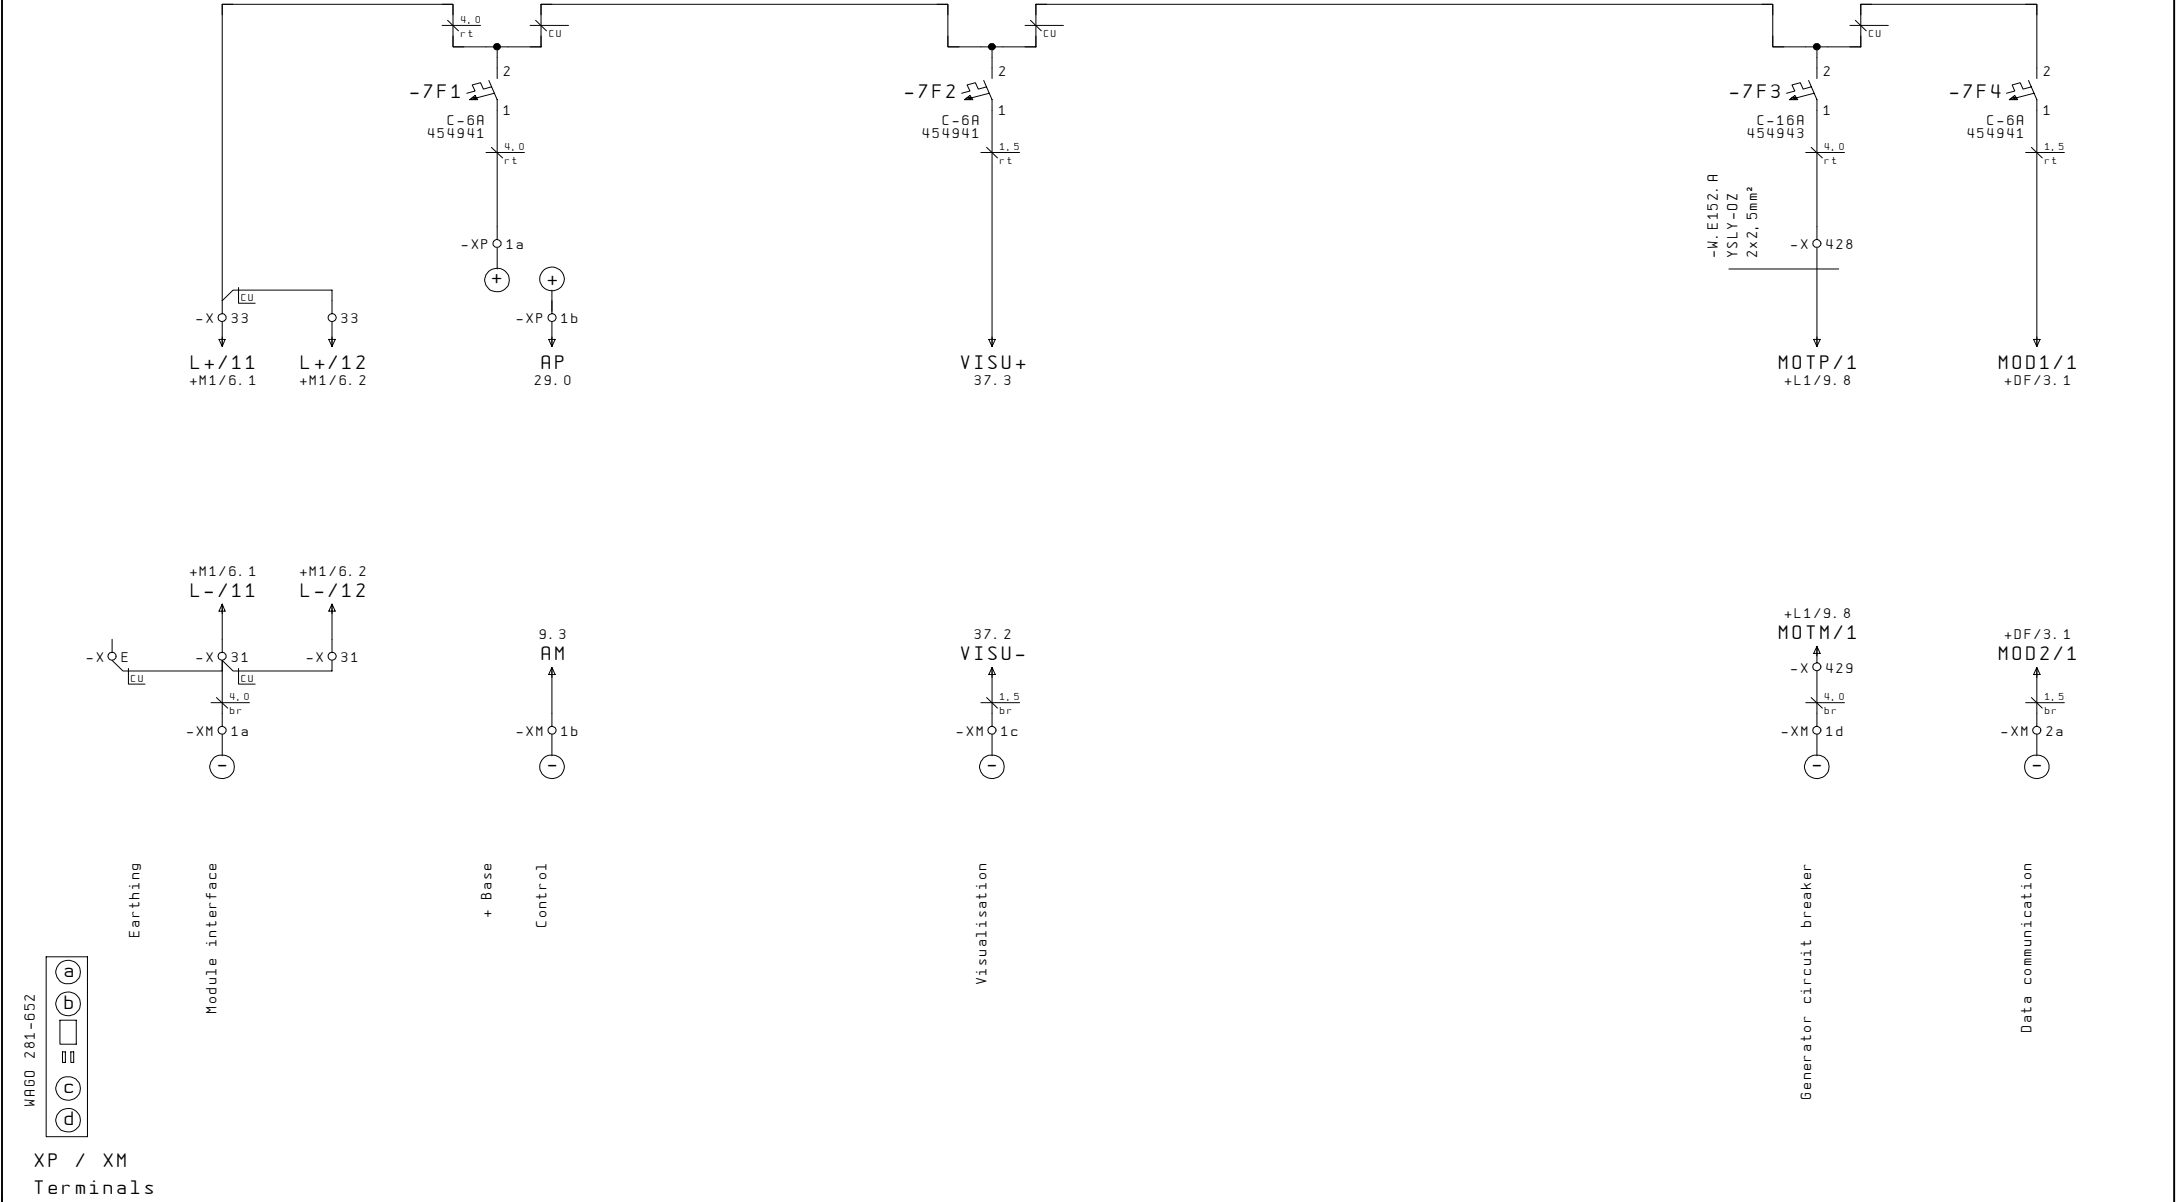 4,0
rt
CU
CU
CU
2
-7F1
1
C-6A
454941
4,0
rt
2
-7F2
1
C-6A
454941
1,5
rt
2
-7F3
1
C-16A
454943
4,0
rt
2
-7F4
1
C-6A
454941
1,5
rt
-W.E152.A
YSLY-OZ
2x2,5mm²
-XP 1a
-X 428
+
+
CU
-X 33
33
-XP 1b
L+/11
+M1/6.1
L+/12
+M1/6.2
AP
29.0
VISU+
37.3
MOTP/1
+L1/9.8
MOD1/1
+DF/3.1
+M1/6.1
L-/11
+M1/6.2
L-/12
9.3
AM
37.2
VISU-
+L1/9.8
MOTM/1
+DF/3.1
MOD2/1
-X E
-X 31
-X 31
-X 429
CU
CU
4,0
br
1,5
br
4,0
br
1,5
br
-XM 1a
-XM 1b
-XM 1c
-XM 1d
-XM 2a
-
-
-
-
-
Earthing
Module interface
+ Base
Control
Visualisation
Generator circuit breaker
Data communication
WAGO 281-652
a
b
c
d
XP / XM
Terminals